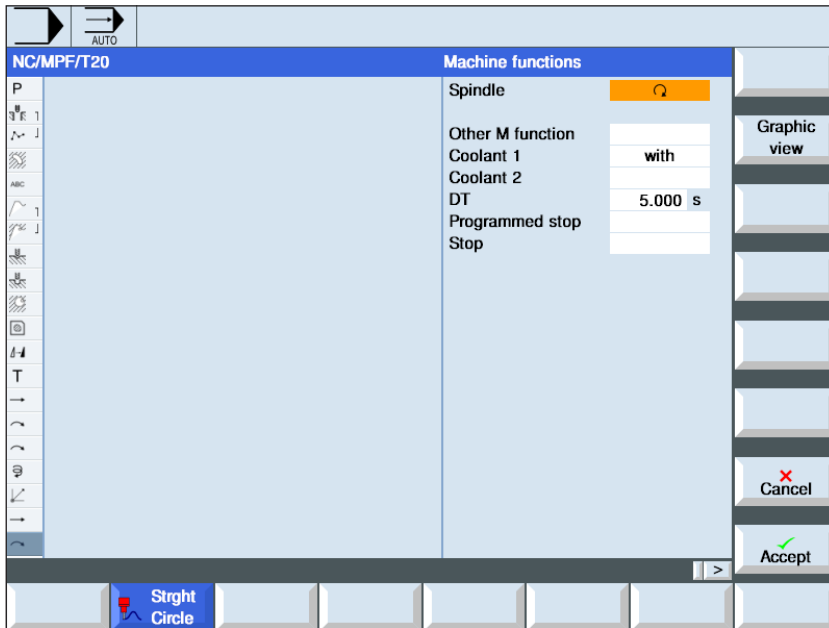 AUTO
NC/MPF/T20
Machine functions
P
Spindle
Other M function
Coolant 1 with
Coolant 2
DT 5.000 s
Programmed stop
Stop
ABC
T
Graphic
view
Cancel
Accept
>
Strght
Circle